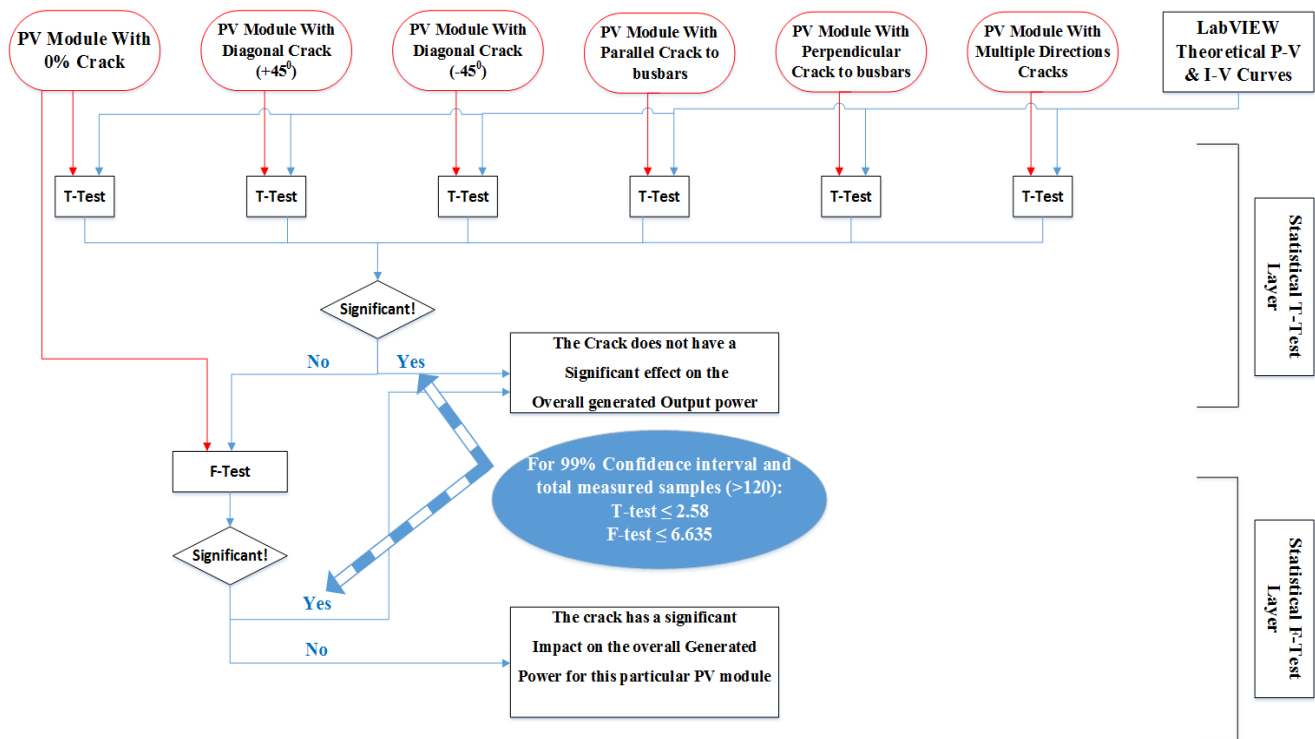 PV Module With
0% Crack
PV Module With
Diagonal Crack
(+45⁰)
PV Module With
Diagonal Crack
(-45⁰)
PV Module With
Parallel Crack to
busbars
PV Module With
Perpendicular
Crack to busbars
PV Module With
Multiple Directions
Cracks
LabVIEW
Theoretical P-V
& I-V Curves
T-Test
T-Test
T-Test
T-Test
T-Test
T-Test
Statistical T-Test
Layer
Significant!
No
Yes
The Crack does not have a
Significant effect on the
Overall generated Output power
F-Test
For 99% Confidence interval and
total measured samples (>120):
T-test ≤ 2.58
F-test ≤ 6.635
Significant!
Yes
No
The crack has a significant
Impact on the overall Generated
Power for this particular PV module
Statistical F-Test
Layer